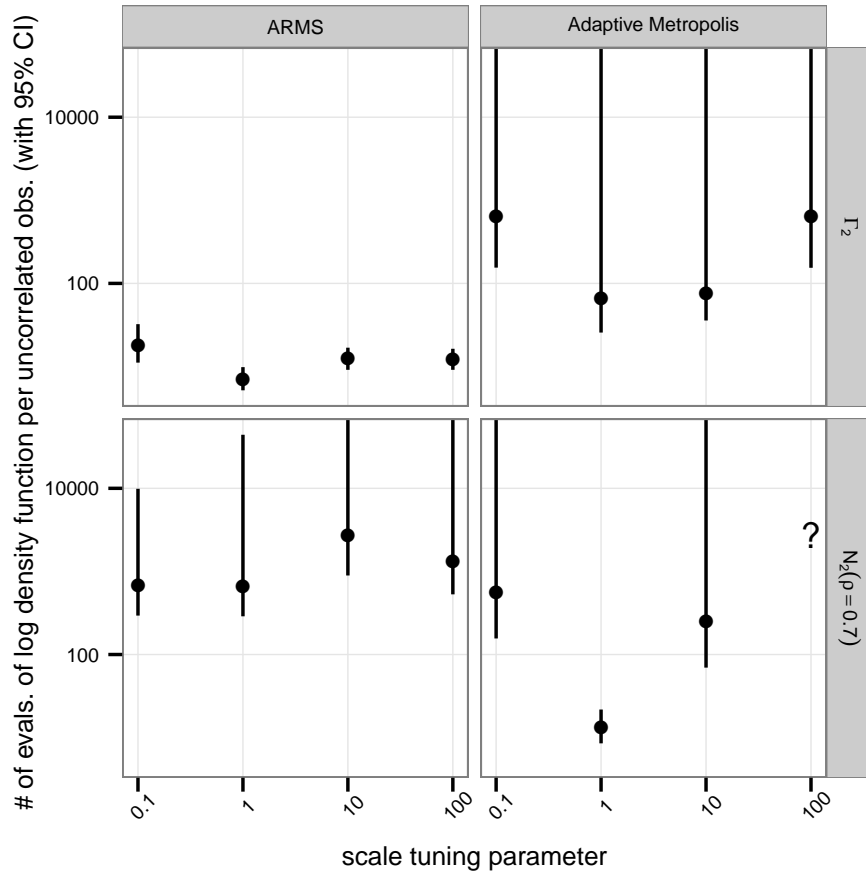 ARMS
Adaptive Metropolis
# of evals. of log density function per uncorrelated obs. (with 95% CI)
10000
100
Γ2
10000
100
?
N2(ρ = 0.7)
0.1
1
10
100
0.1
1
10
100
scale tuning parameter